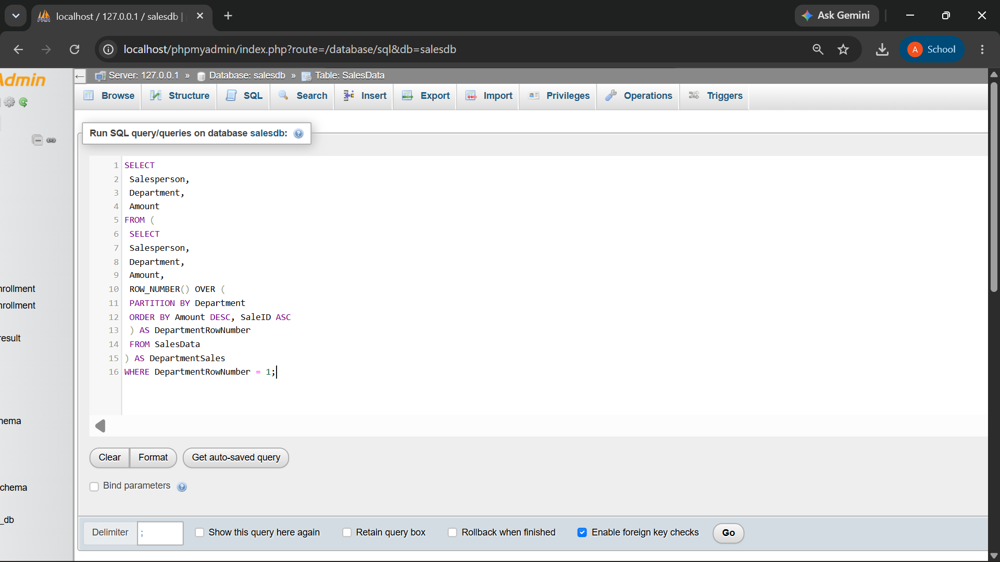 localhost / 127.0.0.1 / salesdb |
Ask Gemini
localhost/phpmyadmin/index.php?route=/database/sql&db=salesdb
A School
Admin
Server: 127.0.0.1 » Database: salesdb » Table: SalesData
Browse Structure SQL Search Insert Export Import Privileges Operations Triggers
Run SQL query/queries on database salesdb:
1 SELECT
2 Salesperson,
3 Department,
4 Amount
5 FROM (
6 SELECT
7 Salesperson,
8 Department,
9 Amount,
10 ROW_NUMBER() OVER (
11 PARTITION BY Department
12 ORDER BY Amount DESC, SaleID ASC
13 ) AS DepartmentRowNumber
14 FROM SalesData
15 ) AS DepartmentSales
16 WHERE DepartmentRowNumber = 1;
nrollment
nrollment
result
hema
chema
_db
Clear Format Get auto-saved query
Bind parameters
Delimiter ; Show this query here again Retain query box Rollback when finished Enable foreign key checks Go